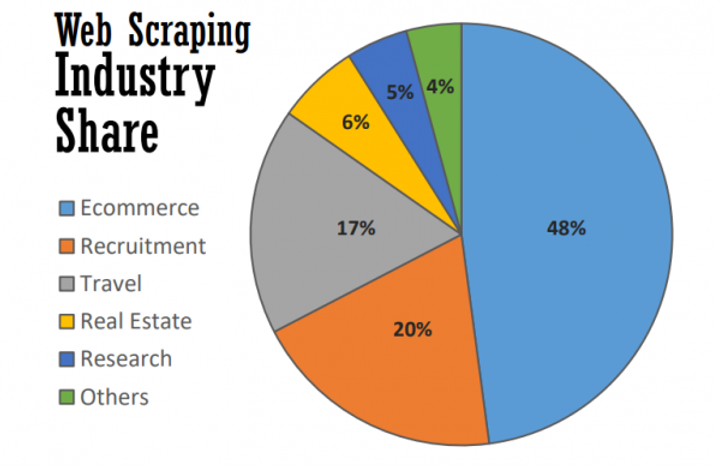 Web Scraping
Industry
Share
Ecommerce
Recruitment
Travel
Real Estate
Research
Others
5%
4%
6%
17%
48%
20%